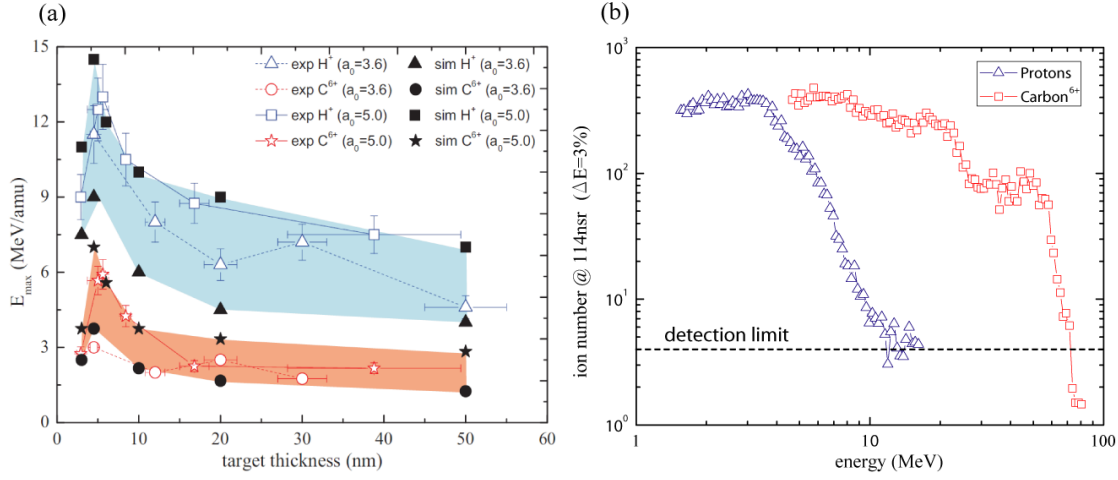 (a)
15
12
9
6
3
0
E_max (MeV/amu)
exp H⁺ (a₀=3.6)
exp C⁶⁺ (a₀=3.6)
exp H⁺ (a₀=5.0)
exp C⁶⁺ (a₀=5.0)
sim H⁺ (a₀=3.6)
sim C⁶⁺ (a₀=3.6)
sim H⁺ (a₀=5.0)
sim C⁶⁺ (a₀=5.0)
0 10 20 30 40 50 60
target thickness (nm)
(b)
10³
10²
10¹
10⁰
ion number @ 114nsr (ΔE=3%)
Protons
Carbon⁶⁺
detection limit
1 10 100
energy (MeV)